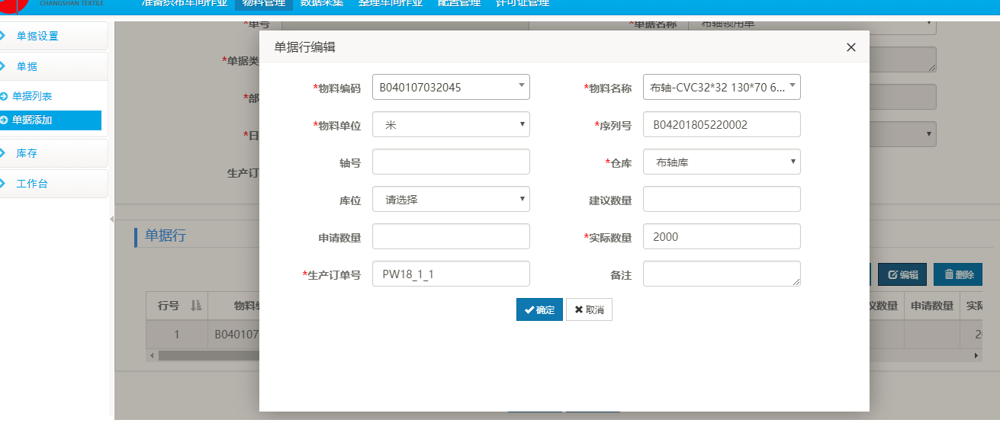 CHANGSHAN TEXTILE
准备织布车间作业 物料管理 数据采集 整理车间作业 配置管理 许可证管理
单据设置
单据
单据列表
单据添加
库存
工作台
*单号
*单据名称 布轴领用单
*单据类
*部
*日
生产订
单据行编辑
*物料编码 B040107032045
*物料名称 布轴-CVC32*32 130*70 6...
*物料单位 米
*序列号 B04201805220002
轴号
*仓库 布轴库
库位 请选择
建议数量
申请数量
*实际数量 2000
*生产订单号 PW18_1_1
备注
确定 取消
单据行
编辑 删除
行号 物料编 议数量 申请数量 实际
1 B040107 2